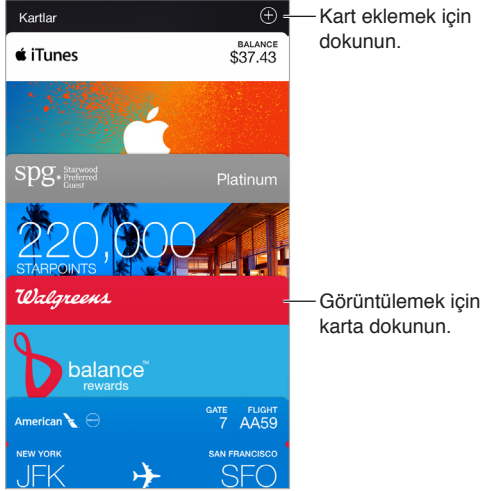 Kartlar
Kart eklemek için
dokunun.
iTunes
BALANCE
$37.43
spg. Starwood
Preferred
Guest
Platinum
220,000
STARPOINTS
Walgreens
Görüntülemek için
karta dokunun.
balance™
rewards
American
GATE FLIGHT
7 AA59
NEW YORK SAN FRANCISCO
JFK SFO